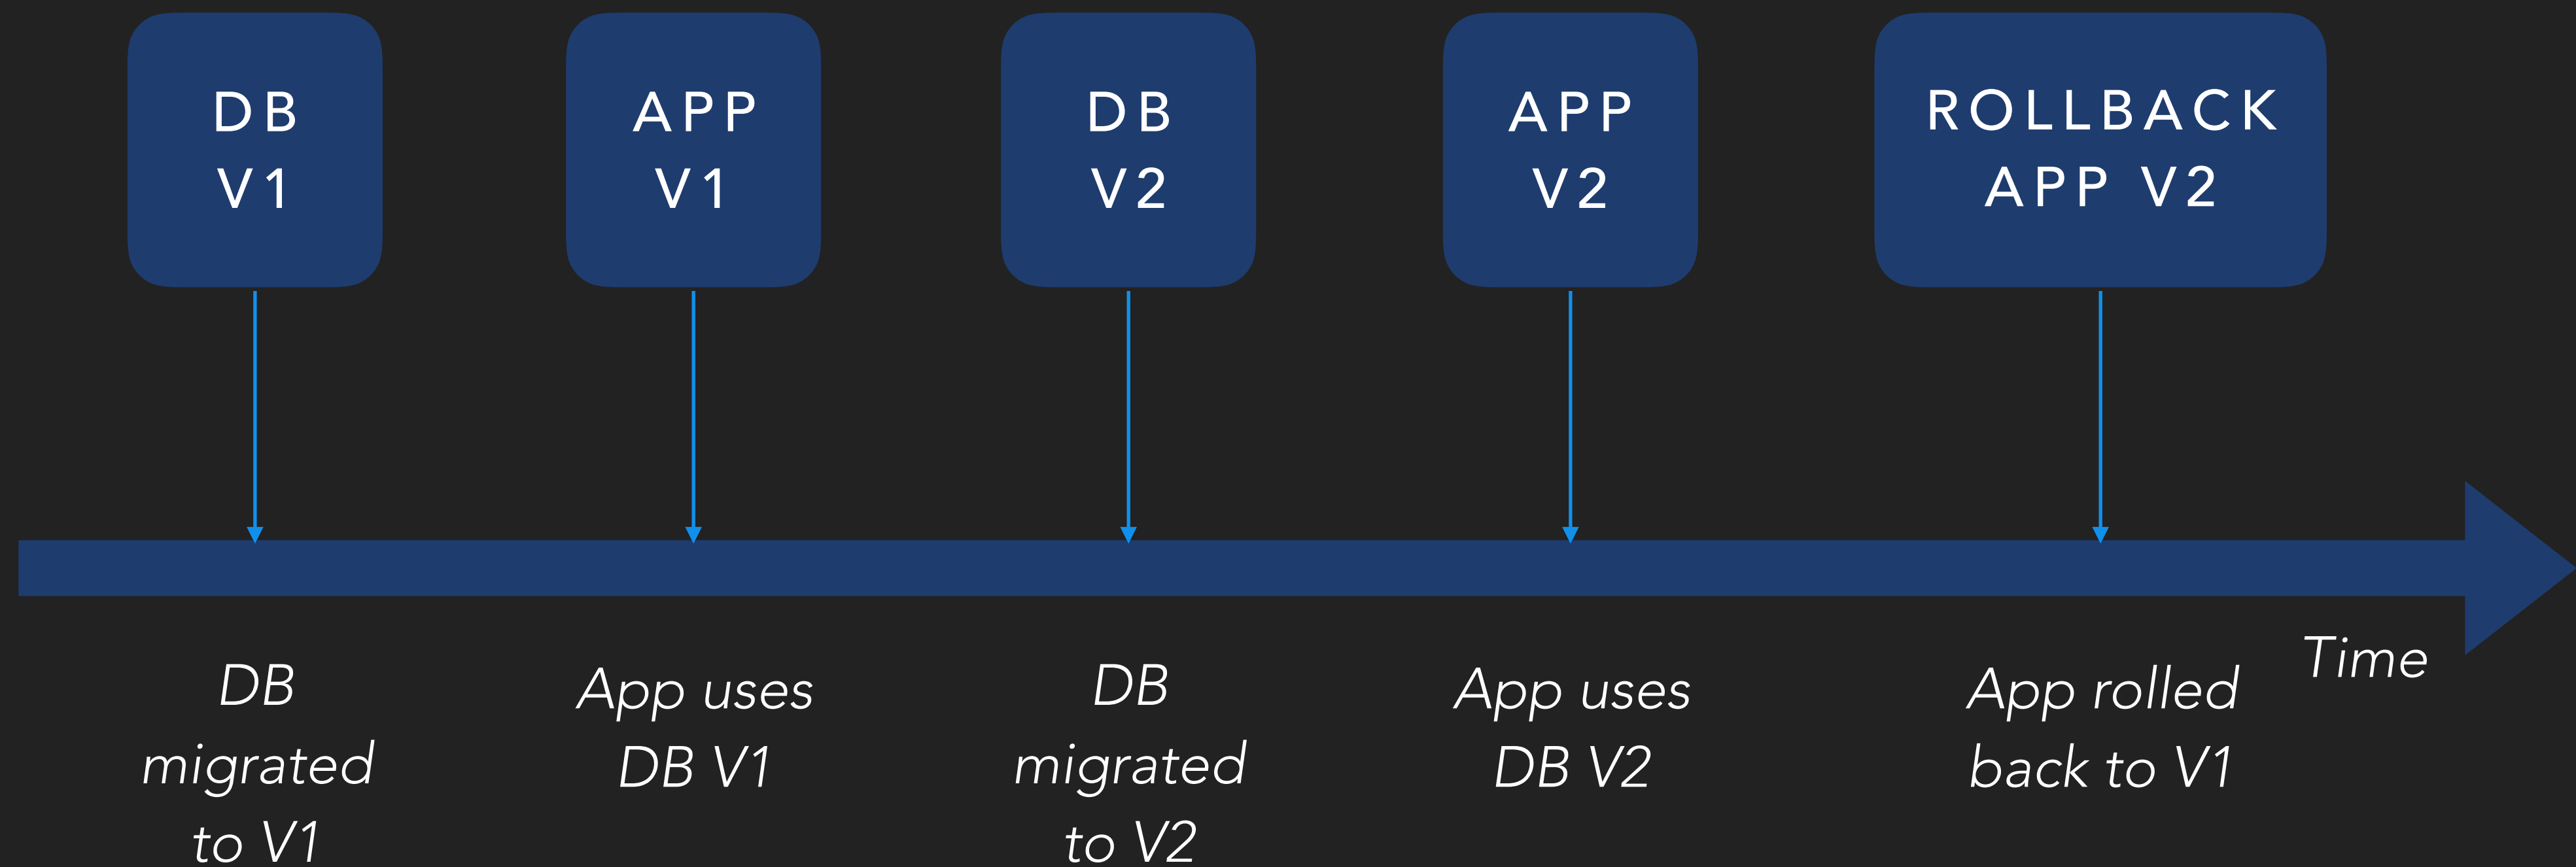 DB
V1
APP
V1
DB
V2
APP
V2
ROLLBACK
APP V2
DB
migrated
to V1
App uses
DB V1
DB
migrated
to V2
App uses
DB V2
App rolled
back to V1
Time